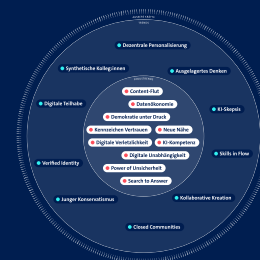 Dezentrale Personalisierung
Synthetische Kolleg:innen
Ausgelagertes Denken
Content-Flut
Digitale Teilhabe
Datenökonomie
KI-Skepsis
Demokratie unter Druck
Kennzeichen Vertrauen
Neue Nähe
Digitale Verletzlichkeit
KI-Kompetenz
Digitale Unabhängigkeit
Skills in Flow
Verified Identity
Power of Unsicherheit
Search to Answer
Junger Konservatismus
Kollaborative Kreation
Closed Communities